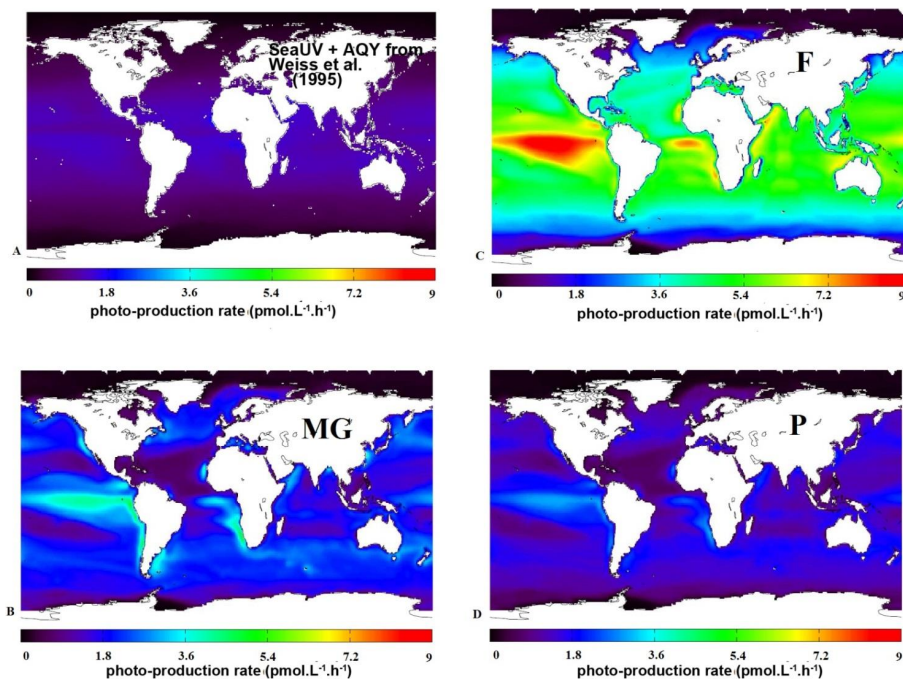 SeaUV + AQY from
Weiss et al.
(1995)
A
0 1.8 3.6 5.4 7.2 9
photo-production rate (pmol.L⁻¹.h⁻¹)
F
C
0 1.8 3.6 5.4 7.2 9
photo-production rate (pmol.L⁻¹.h⁻¹)
MG
B
0 1.8 3.6 5.4 7.2 9
photo-production rate (pmol.L⁻¹.h⁻¹)
P
D
0 1.8 3.6 5.4 7.2 9
photo-production rate (pmol.L⁻¹.h⁻¹)